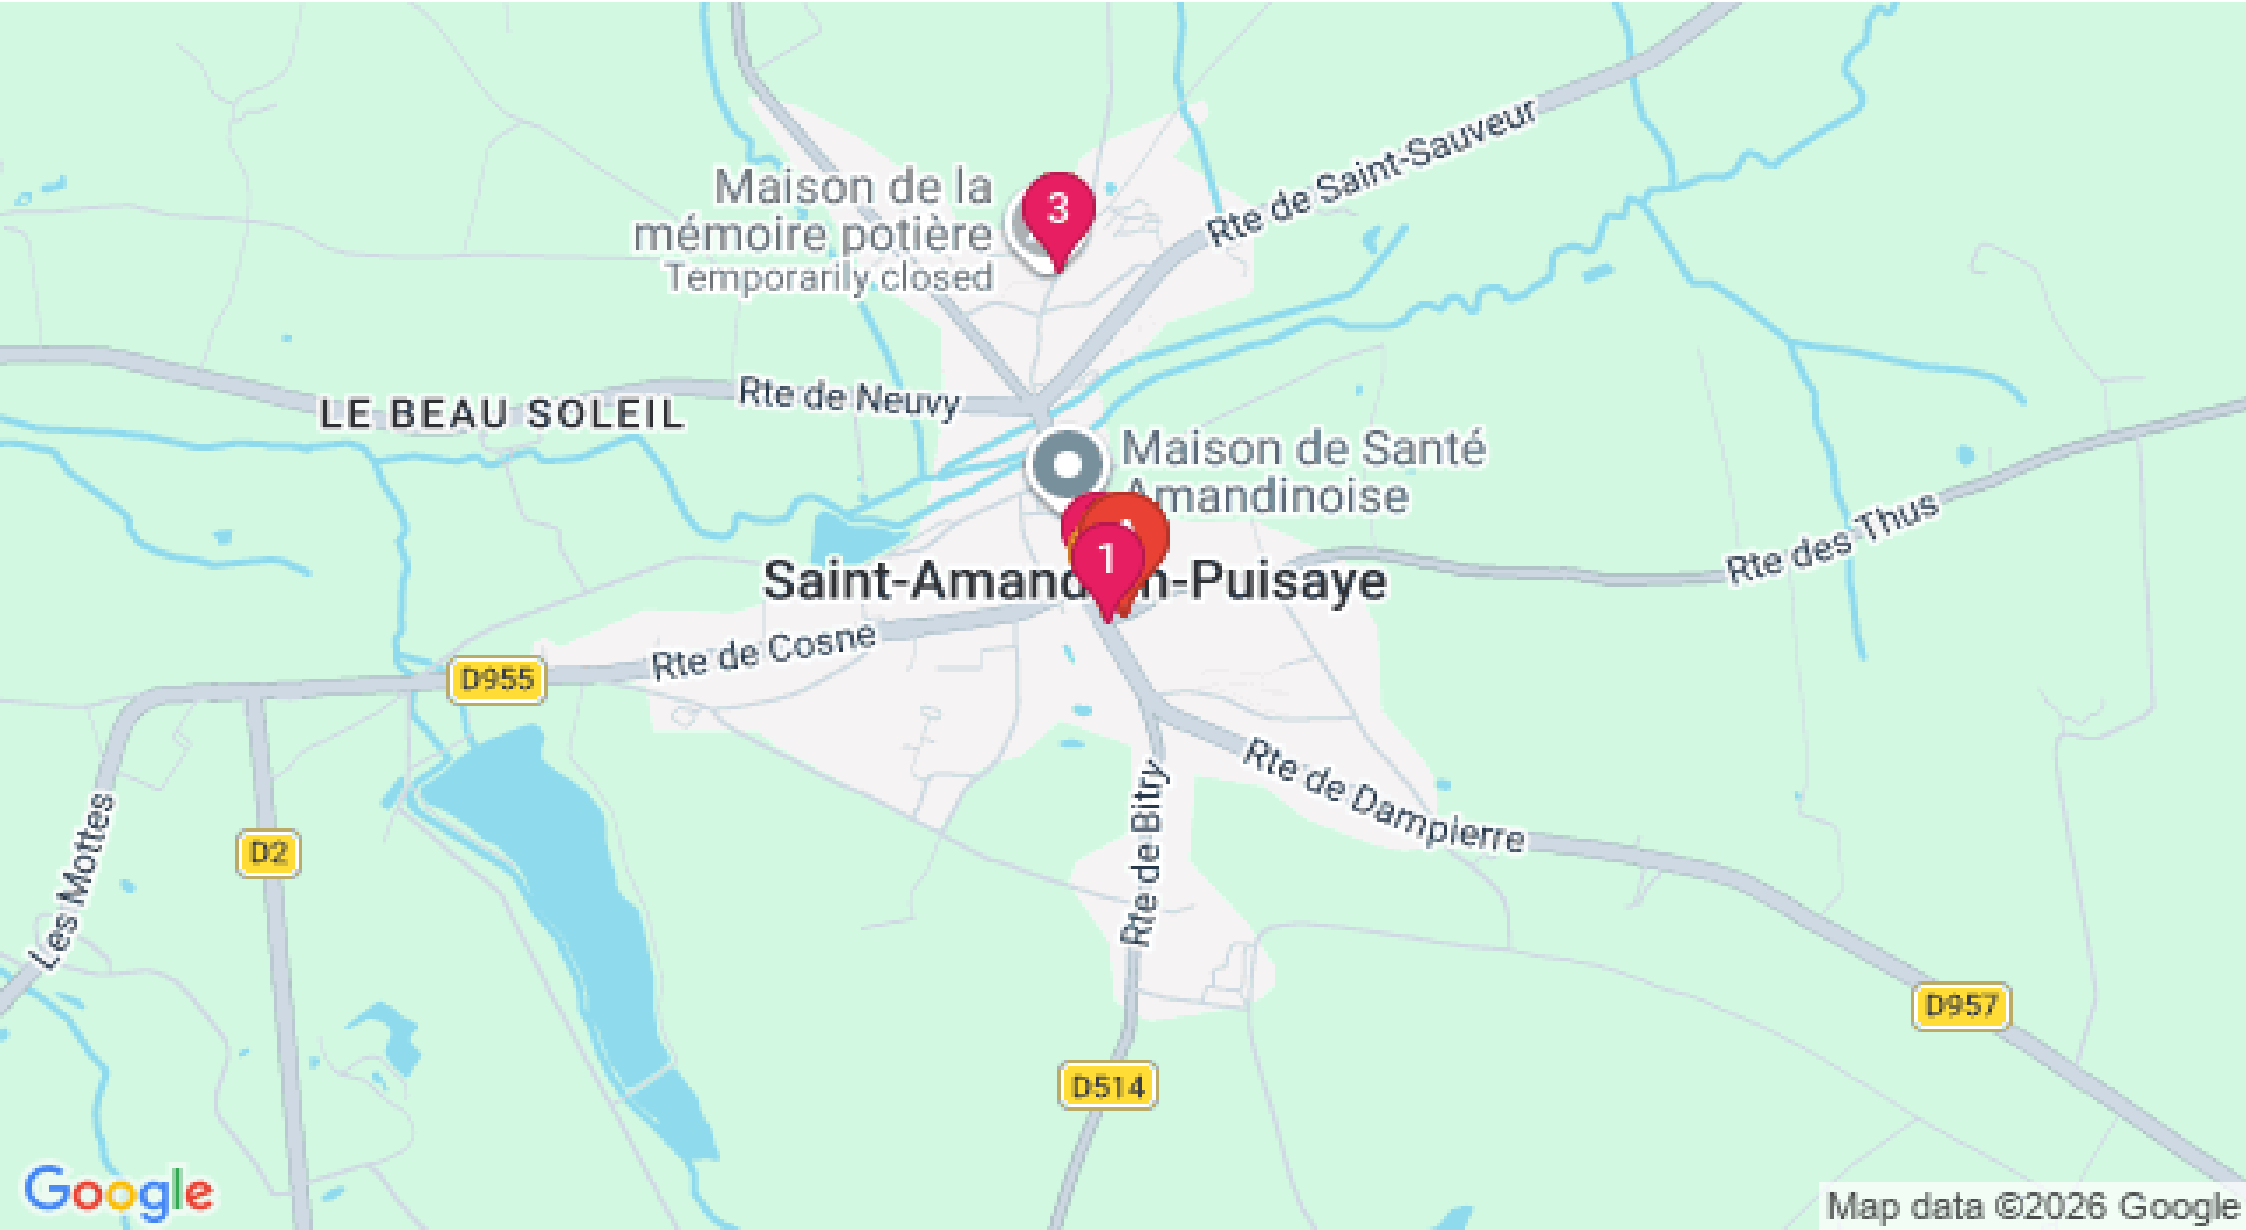 Rte de Saint-Sauveur
Maison de la
mémoire potière
Temporarily closed
3
Rte de Neuvy
LE BEAU SOLEIL
Maison de Santé
Amandinoise
Rte des Thus
1
Saint-Amand-en-Puisaye
Rte de Cosne
D955
Rte de Dampierre
Rte de Bitry
D2
Les Mottes
D957
D514
Google
Map data ©2026 Google